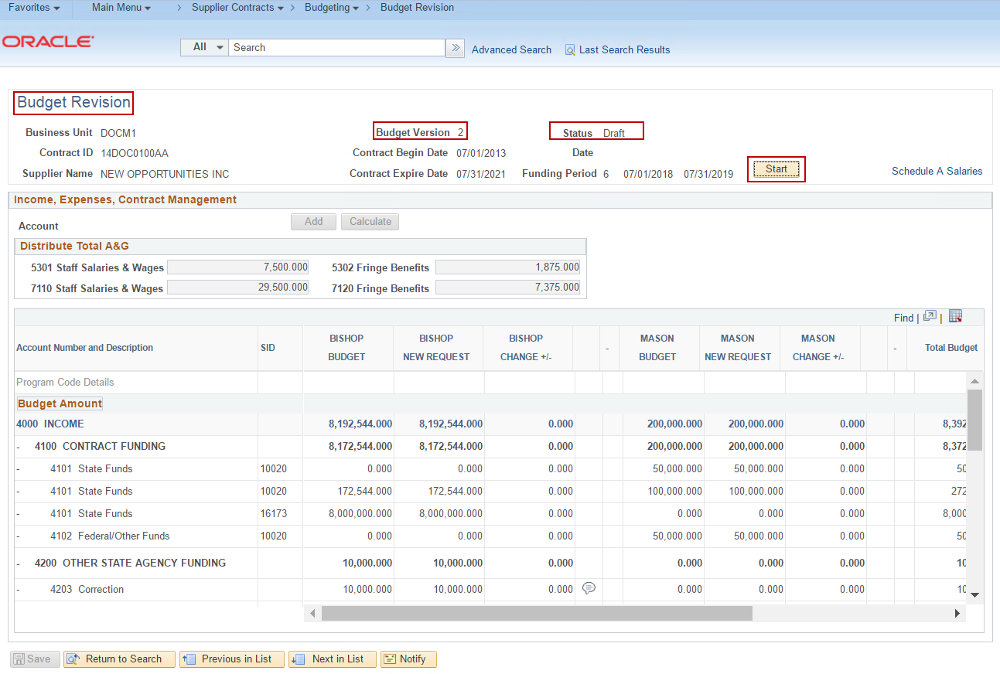 Favorites Main Menu > Supplier Contracts > Budgeting > Budget Revision
ORACLE
All Search » Advanced Search Last Search Results
Budget Revision
Business Unit DOCM1 Budget Version 2 Status Draft
Contract ID 14DOC0100AA Contract Begin Date 07/01/2013 Date
Supplier Name NEW OPPORTUNITIES INC Contract Expire Date 07/31/2021 Funding Period 6 07/01/2018 07/31/2019 Start Schedule A Salaries
Income, Expenses, Contract Management
Account Add Calculate
Distribute Total A&G
5301 Staff Salaries & Wages 7,500.000 5302 Fringe Benefits 1,875.000
7110 Staff Salaries & Wages 29,500.000 7120 Fringe Benefits 7,375.000
Find | |
Account Number and Description SID BISHOP BUDGET BISHOP NEW REQUEST BISHOP CHANGE +/- - MASON BUDGET MASON NEW REQUEST MASON CHANGE +/- - Total Budget
Program Code Details
Budget Amount
4000 INCOME 8,192,544.000 8,192,544.000 0.000 200,000.000 200,000.000 0.000 8,392
- 4100 CONTRACT FUNDING 8,172,544.000 8,172,544.000 0.000 200,000.000 200,000.000 0.000 8,372
- 4101 State Funds 10020 0.000 0.000 0.000 50,000.000 50,000.000 0.000 50
- 4101 State Funds 10020 172,544.000 172,544.000 0.000 100,000.000 100,000.000 0.000 272
- 4101 State Funds 16173 8,000,000.000 8,000,000.000 0.000 0.000 0.000 0.000 8,000
- 4102 Federal/Other Funds 10020 0.000 0.000 0.000 50,000.000 50,000.000 0.000 50
- 4200 OTHER STATE AGENCY FUNDING 10,000.000 10,000.000 0.000 0.000 0.000 0.000 10
- 4203 Correction 10,000.000 10,000.000 0.000 0.000 0.000 0.000 10
Save Return to Search Previous in List Next in List Notify